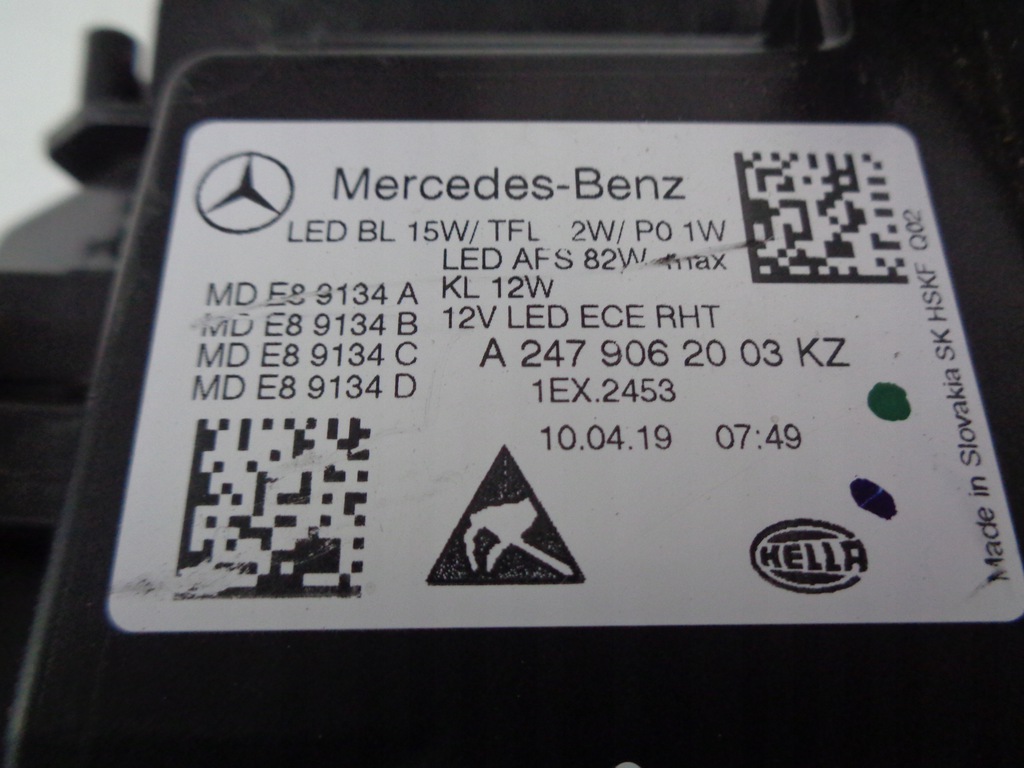 Mercedes-Benz
LED BL 15W/ TFL 2W/ PO 1W
LED AFS 82W max
MD E8 9134 A KL 12W
MD E8 9134 B 12V LED ECE RHT
MD E8 9134 C A 247 906 20 03 KZ
MD E8 9134 D 1EX.2453
10.04.19 07:49
HELLA
Made in Slovakia SK HSKF Q02